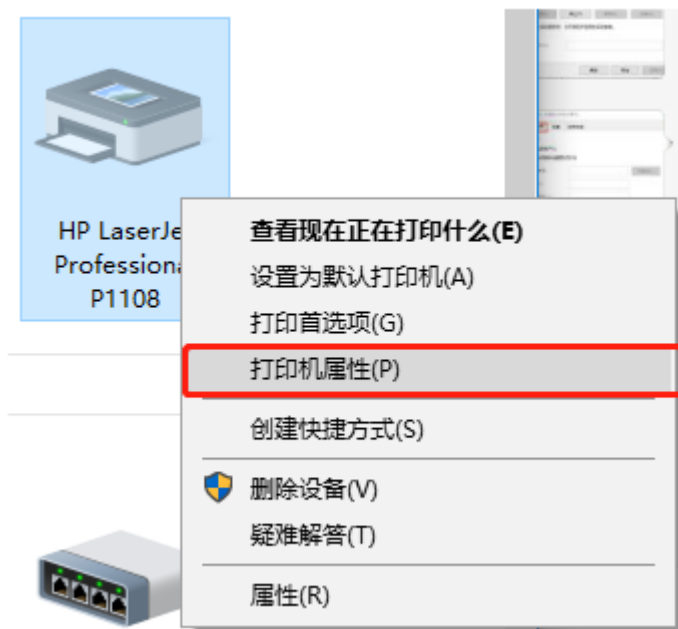 HP LaserJe
Professiona
P1108
查看现在正在打印什么(E)
设置为默认打印机(A)
打印首选项(G)
打印机属性(P)
创建快捷方式(S)
删除设备(V)
疑难解答(T)
属性(R)